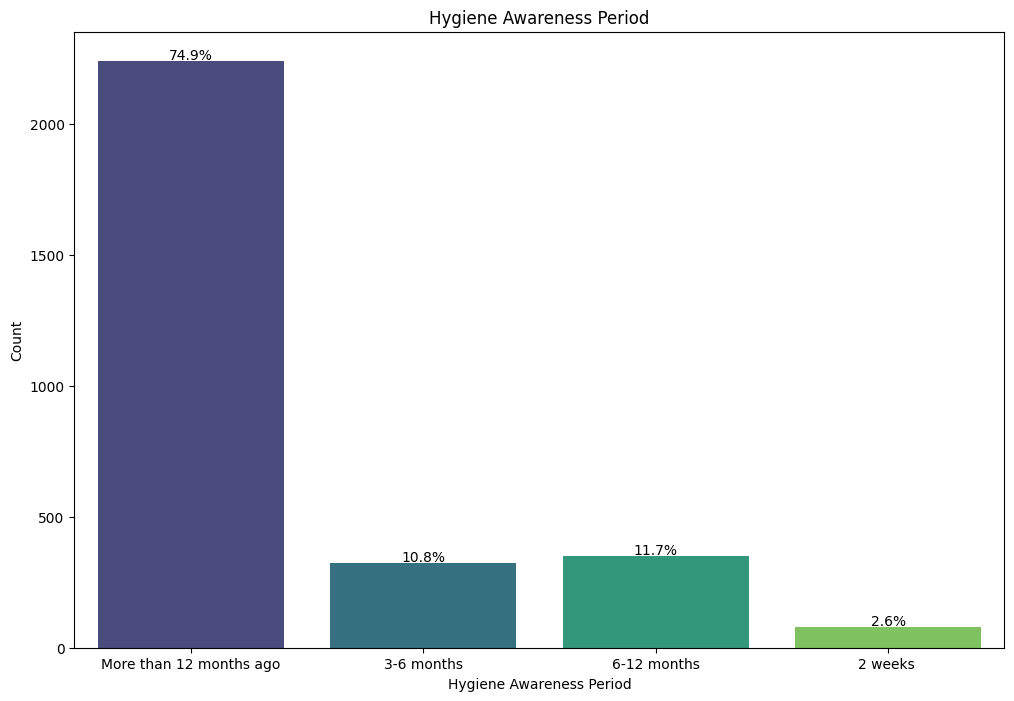 Hygiene Awareness Period
74.9%
2000
1500
Count
1000
500
10.8%
11.7%
2.6%
0
More than 12 months ago
3-6 months
6-12 months
2 weeks
Hygiene Awareness Period